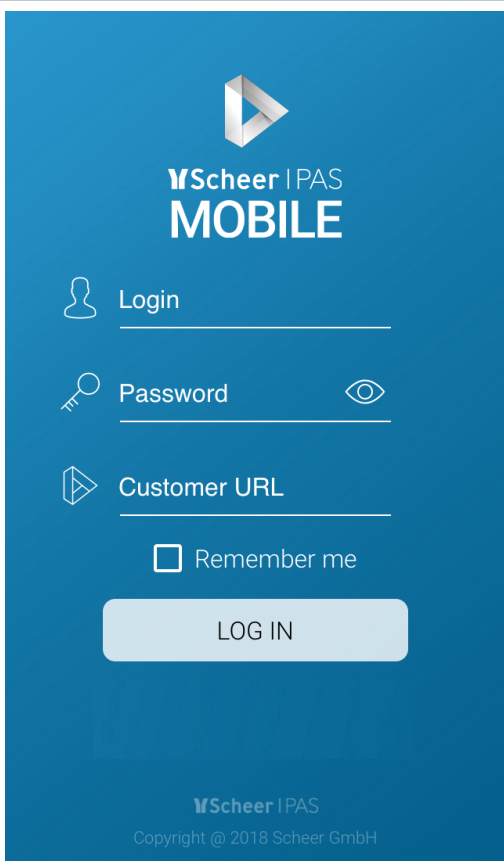 Scheer PAS
MOBILE
Login
Password
Customer URL
Remember me
LOG IN
Scheer PAS
Copyright @ 2018 Scheer GmbH